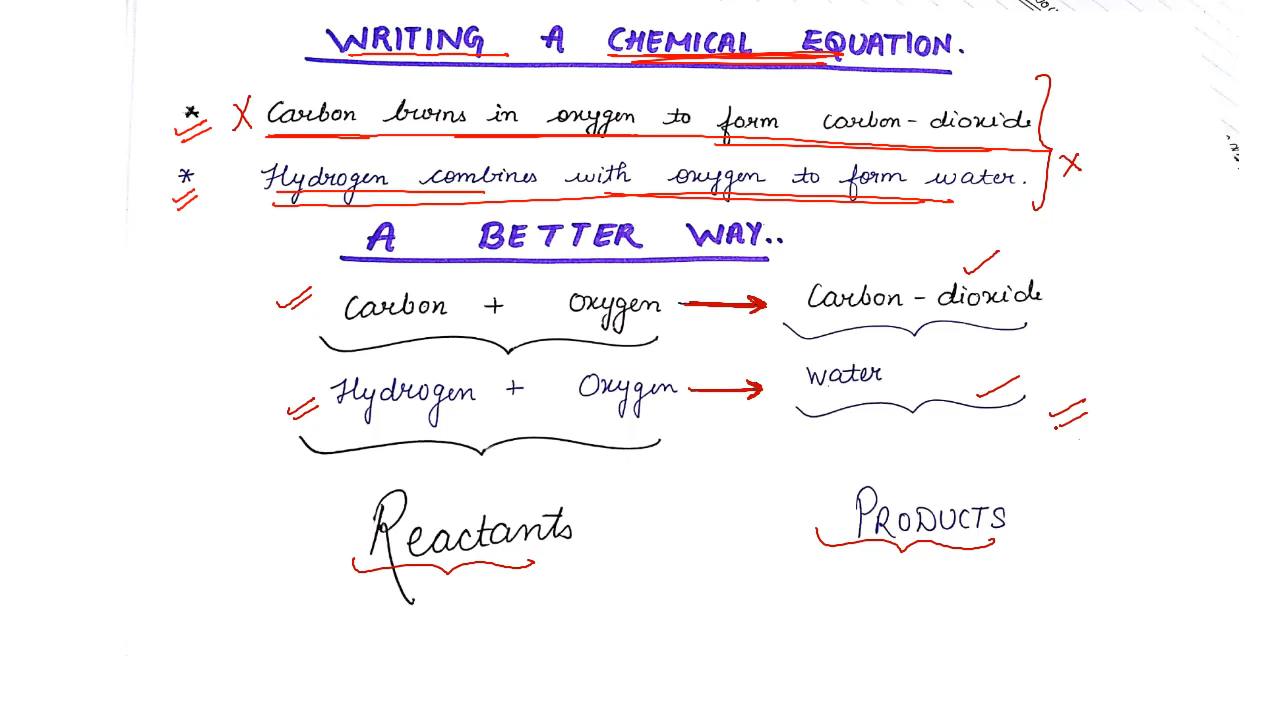 WRITING A CHEMICAL EQUATION.
* X Carbon burns in oxygen to form carbon-dioxide
* Hydrogen combines with oxygen to form water. X
A BETTER WAY..
Carbon + Oxygen → Carbon-dioxide
Hydrogen + Oxygen → water
Reactants PRODUCTS